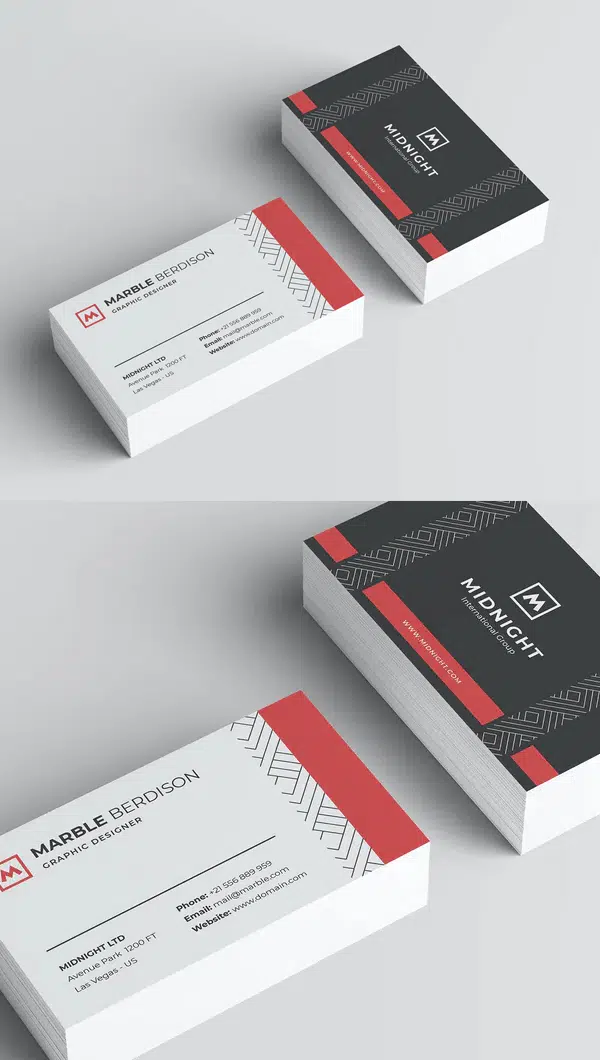 M
MIDNIGHT
International Group
WWW.MIDNIGHT.COM
M
MARBLE BERDISON
GRAPHIC DESIGNER
Phone: +21 556 889 959
Email: mail@marble.com
Website: www.domain.com
MIDNIGHT LTD
Avenue Park 1200 FT
Las Vegas - US
M
MIDNIGHT
International Group
WWW.MIDNIGHT.COM
M
MARBLE BERDISON
GRAPHIC DESIGNER
Phone: +21 556 889 959
Email: mail@marble.com
Website: www.domain.com
MIDNIGHT LTD
Avenue Park 1200 FT
Las Vegas - US